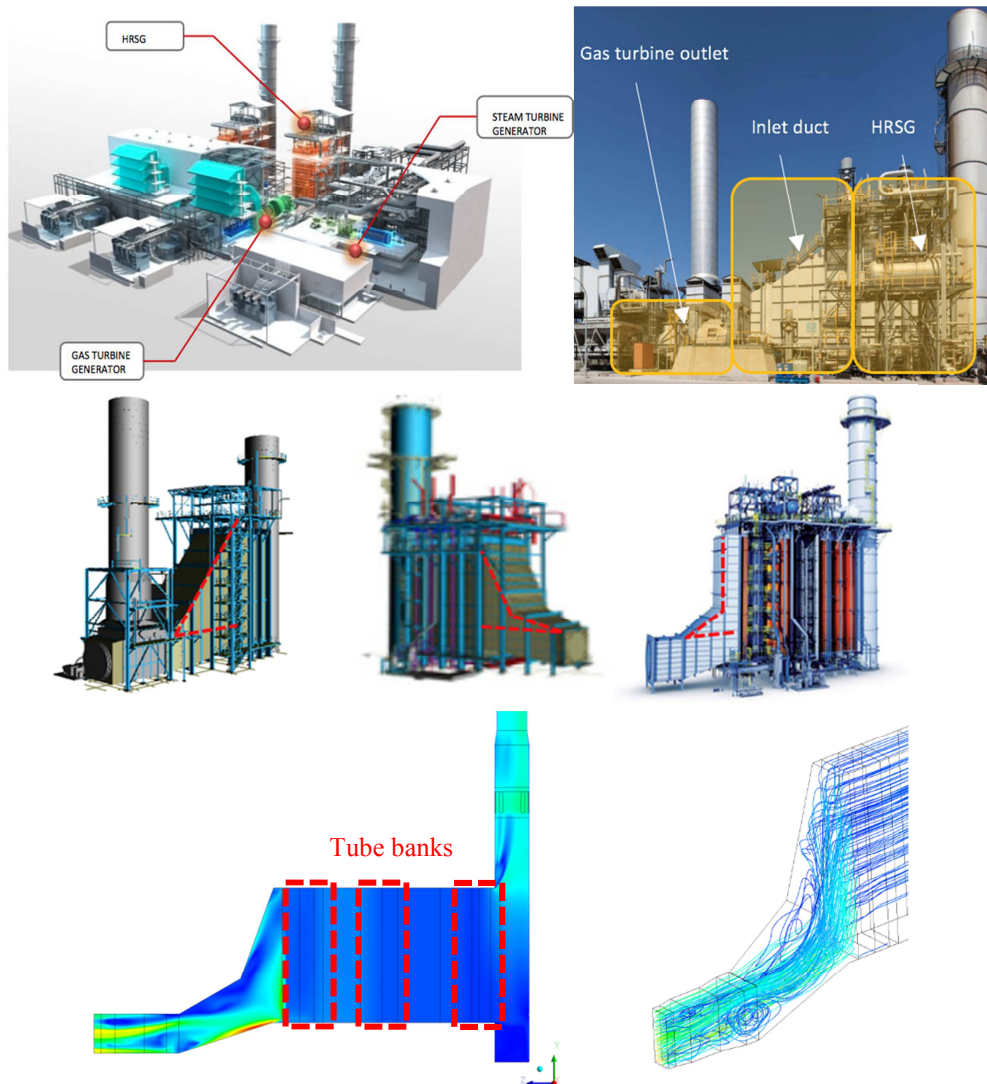 HRSG
STEAM TURBINE
GENERATOR
GAS TURBINE
GENERATOR
Gas turbine outlet
Inlet duct
HRSG
Tube banks
Y
Z
X